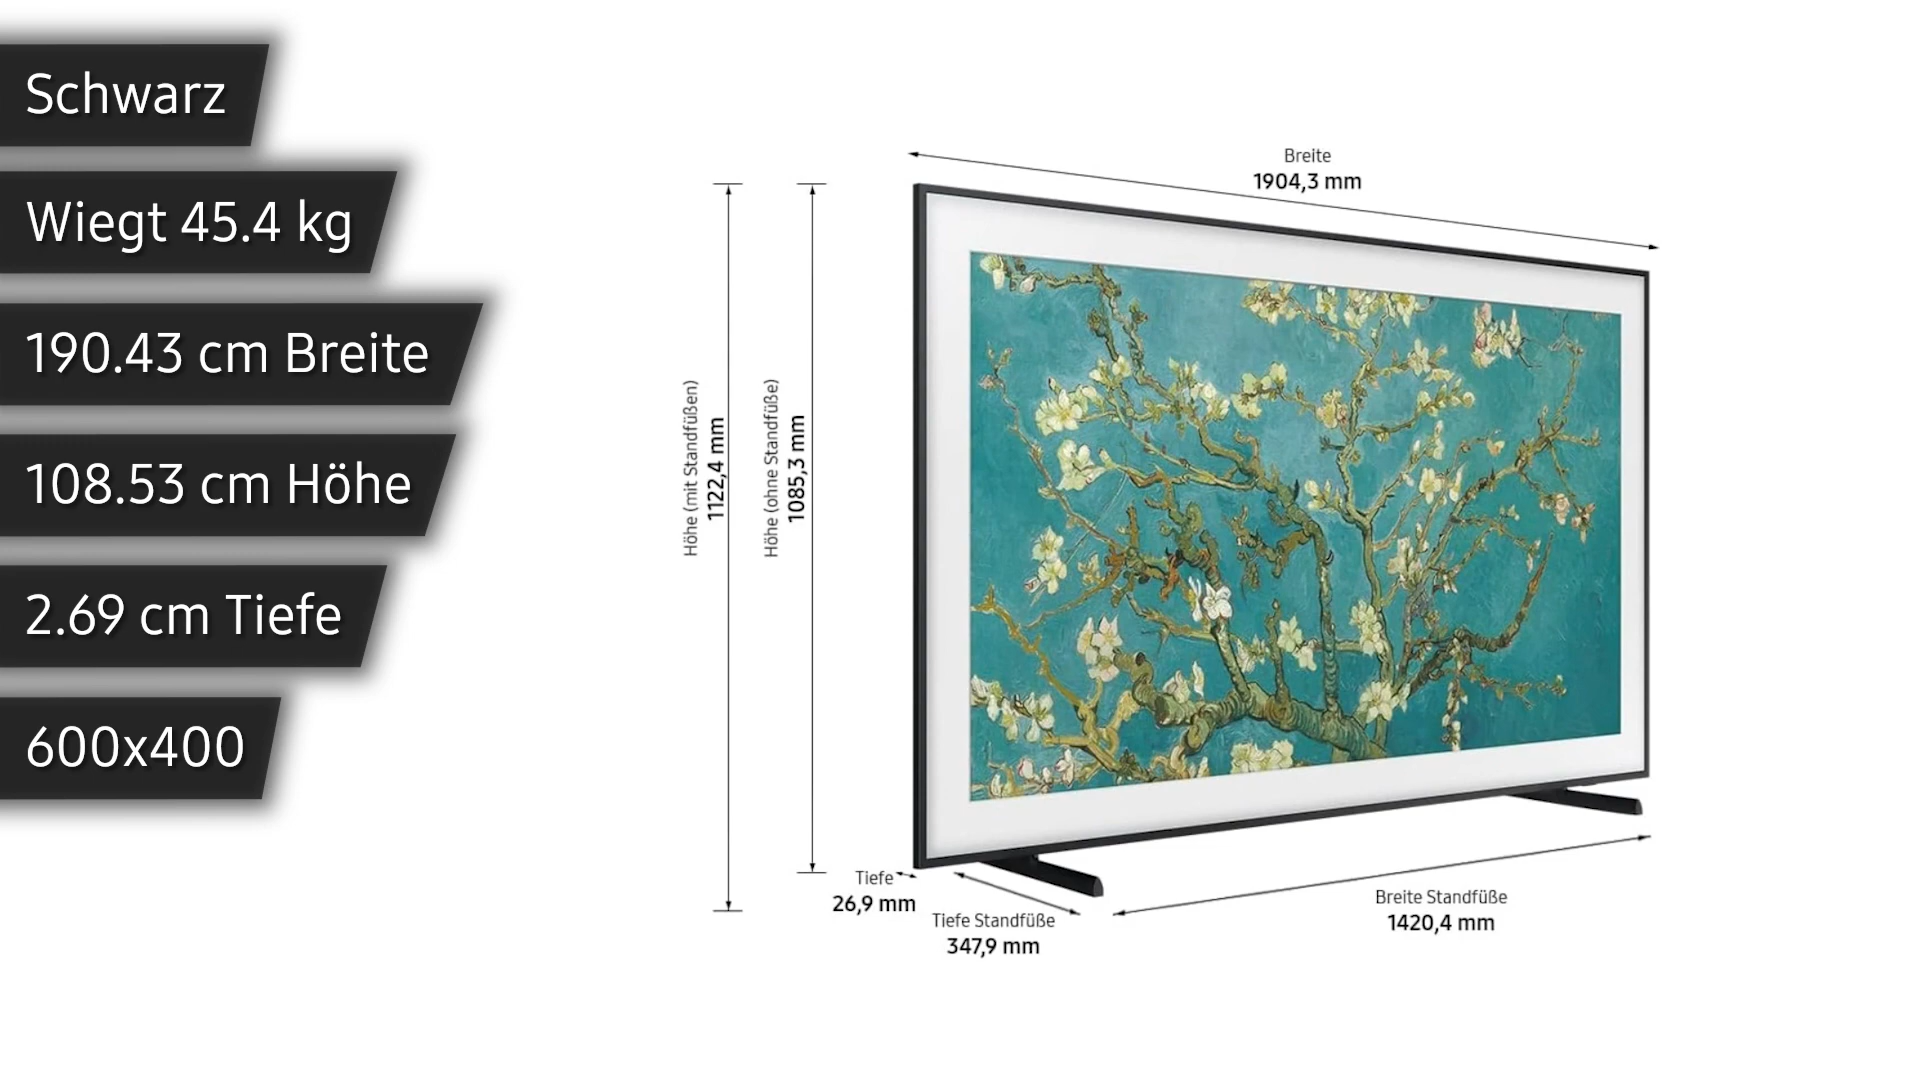 Schwarz
Wiegt 45.4 kg
190.43 cm Breite
108.53 cm Höhe
2.69 cm Tiefe
600x400
Breite
1904,3 mm
Höhe (mit Standfüßen)
1122,4 mm
Höhe (ohne Standfüße)
1085,3 mm
Tiefe
26,9 mm
Tiefe Standfüße
347,9 mm
Breite Standfüße
1420,4 mm